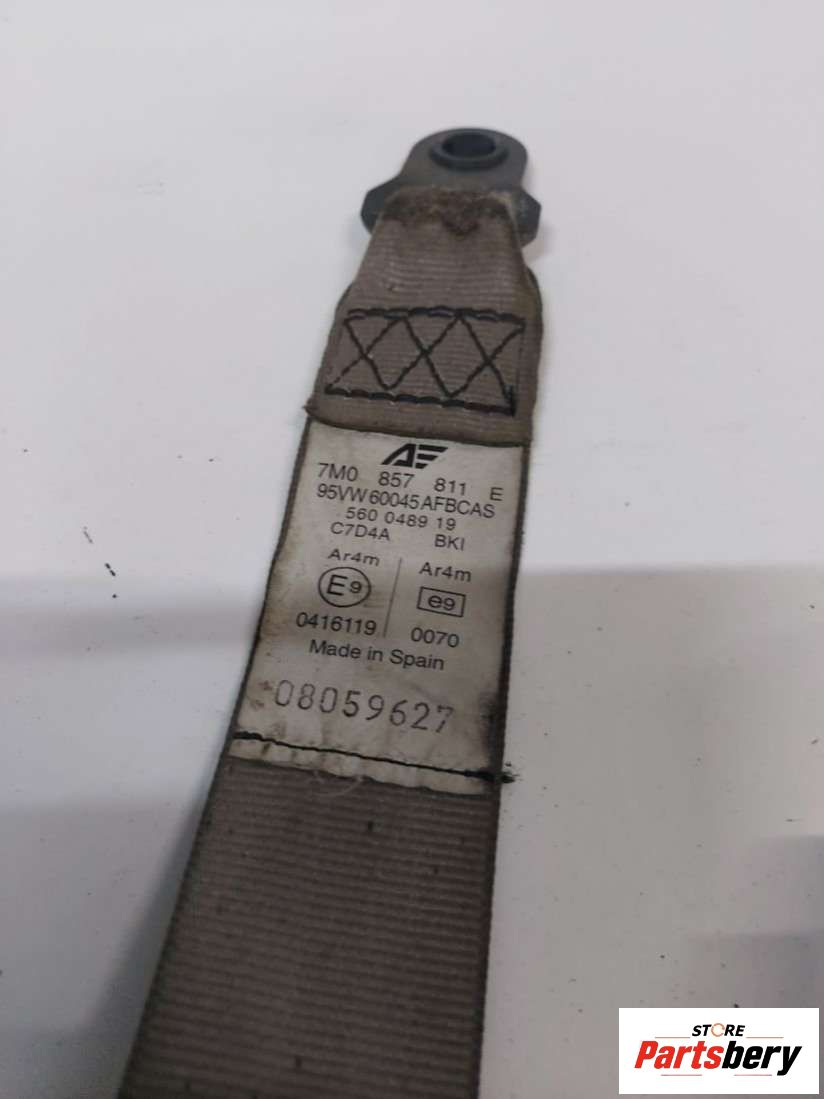 AE
7M0 857 811 E
95VW60045AFBCAS
560 0489 19
C7D4A BKI
Ar4m Ar4m
E9 e9
0416119 0070
Made in Spain
08059627
STORE
Partsbery